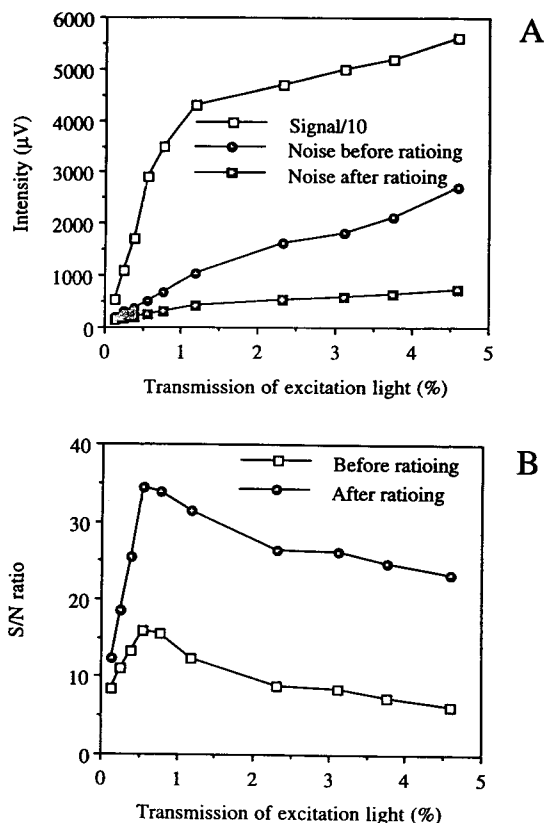 A
6000
5000
4000
3000
2000
1000
0
Intensity (µV)
Signal/10
Noise before ratioing
Noise after ratioing
0 1 2 3 4 5
Transmission of excitation light (%)
B
40
30
20
10
0
S/N ratio
Before ratioing
After ratioing
0 1 2 3 4 5
Transmission of excitation light (%)